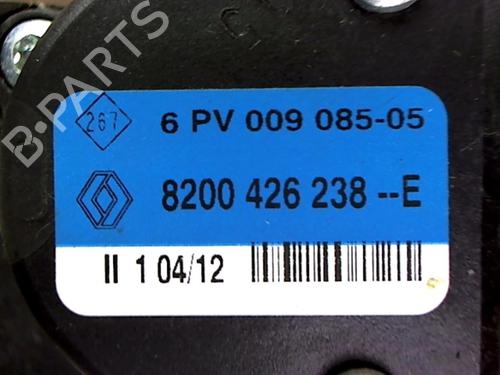 B-PARTS
267
6 PV 009 085-05
8200 426 238 --E
II 1 04/12